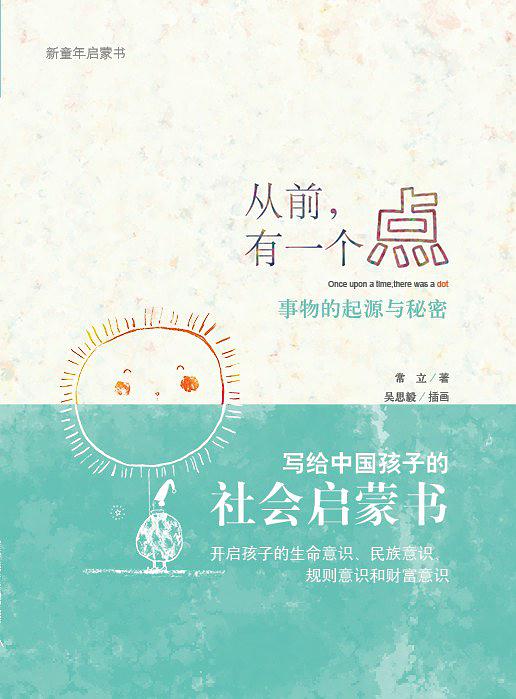 新童年启蒙书
从前，
有一个点
Once upon a time,there was a dot
事物的起源与秘密
常 立／著
吴思毅／插画
写给中国孩子的
社会启蒙书
开启孩子的生命意识、民族意识、
规则意识和财富意识